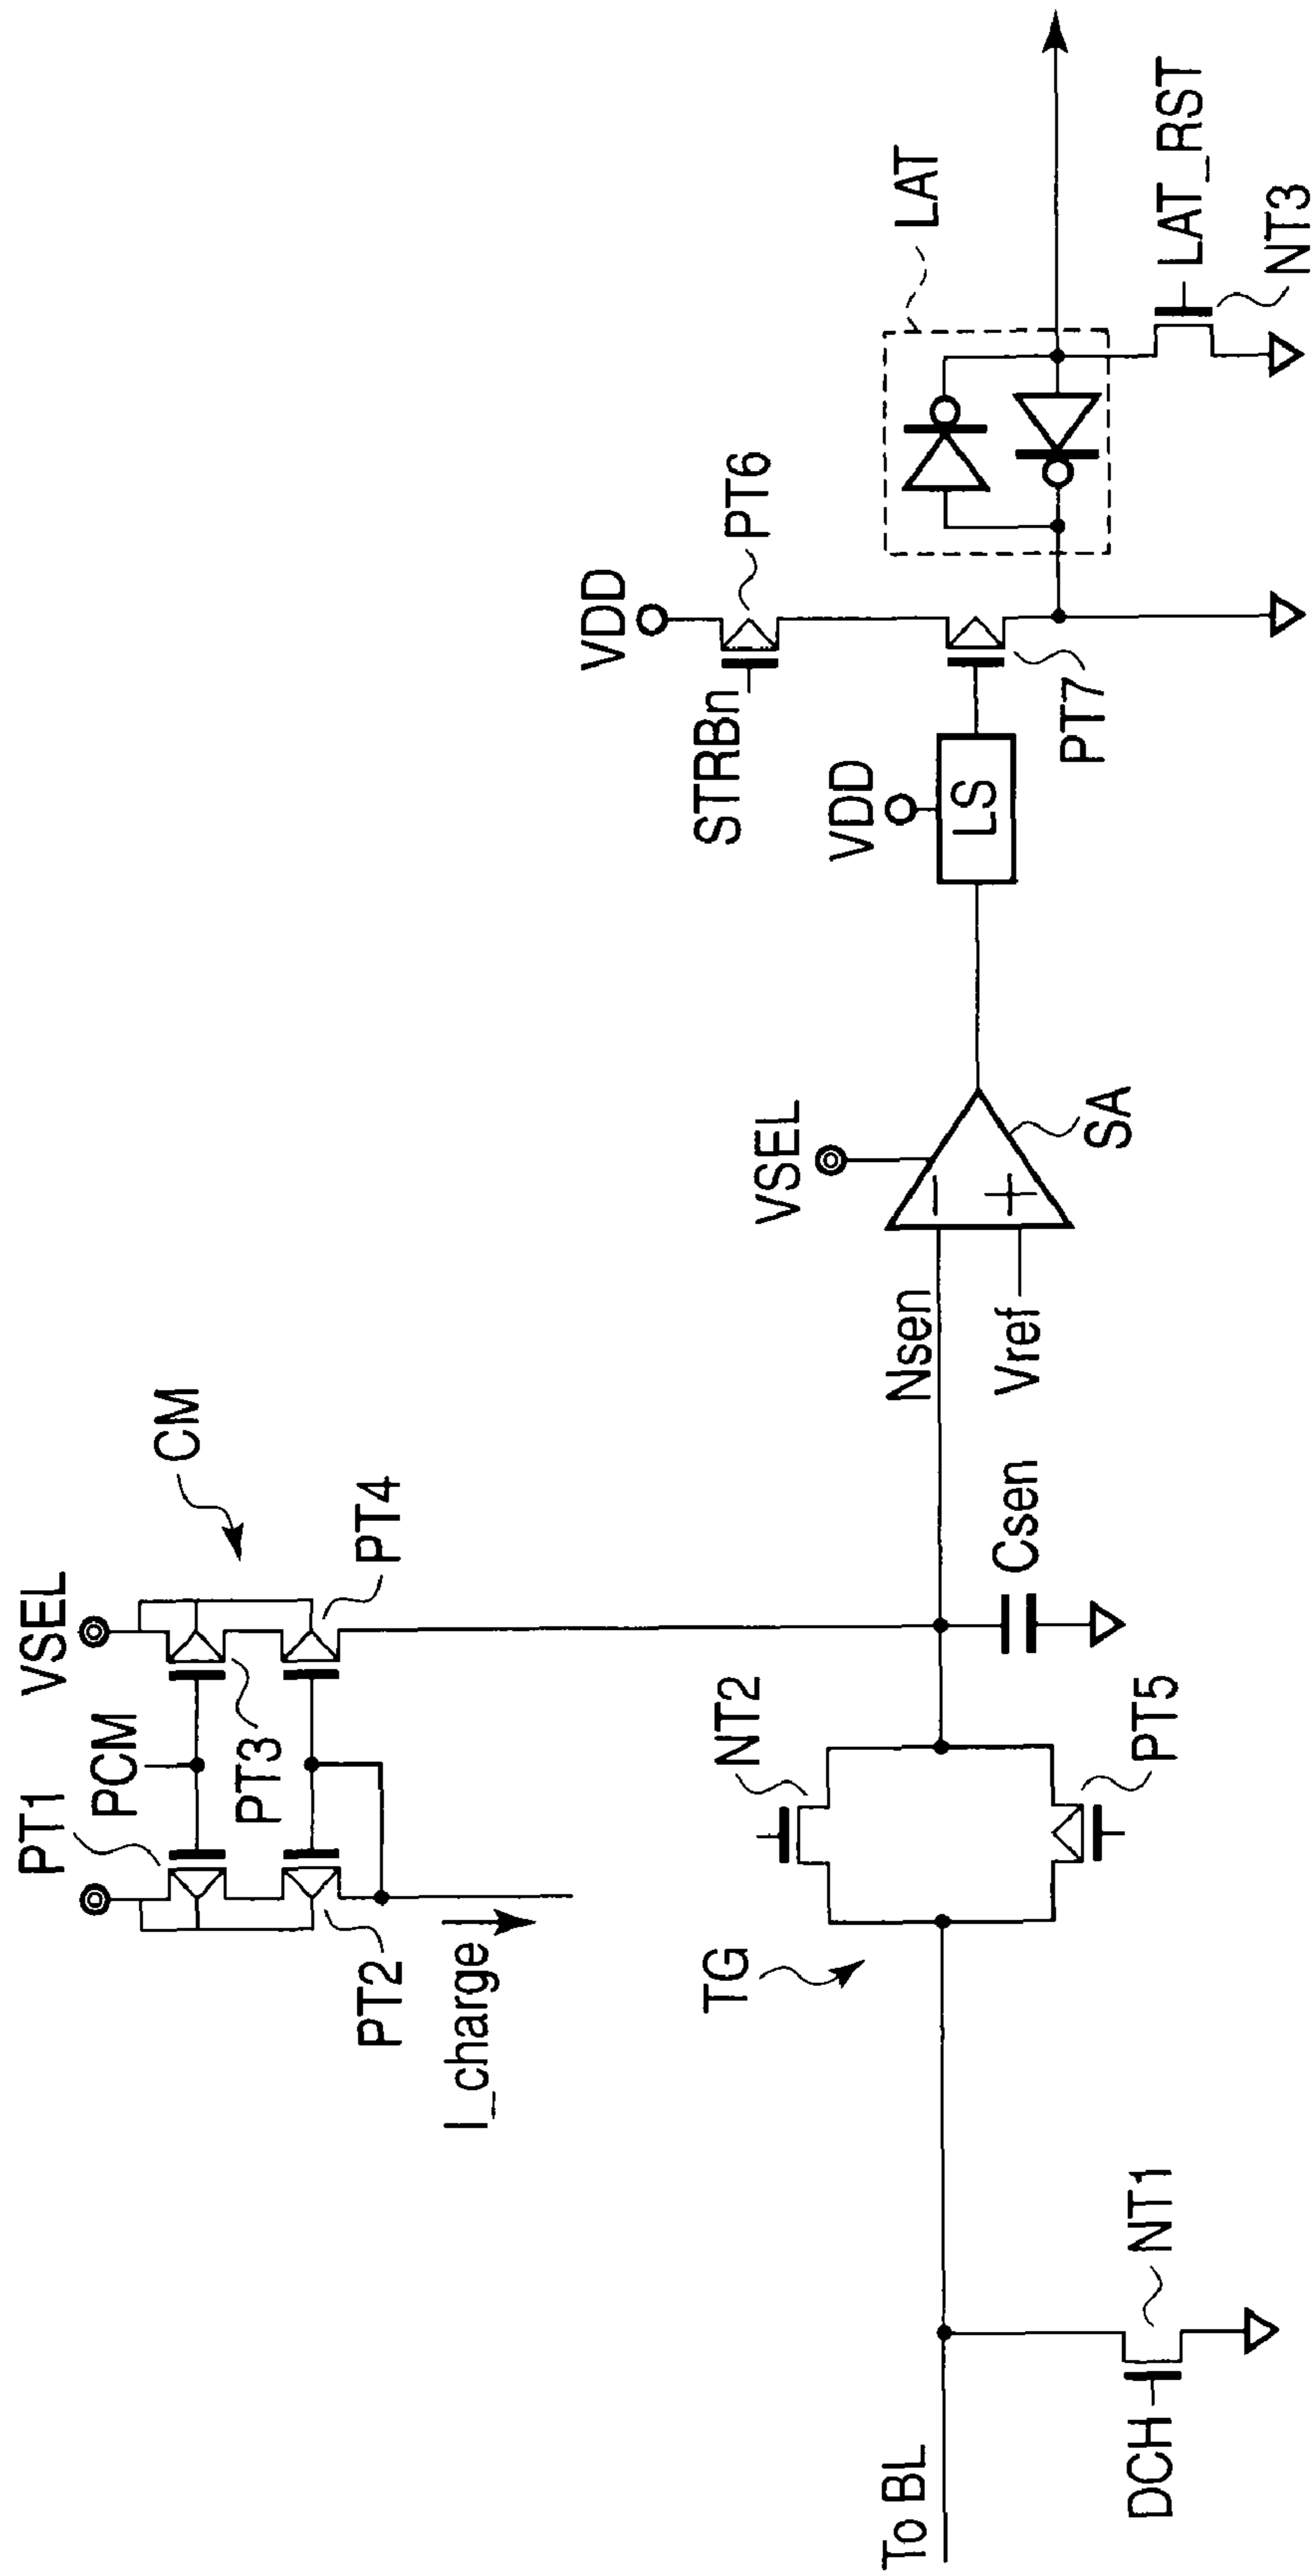 VSEL
CM
PT1
PCM
PT3
PT4
PT2
I_charge
VDD
PT6
STRBn
VDD
LS
PT7
LAT
LAT_RST
NT3
VSEL
SA
TG
NT2
Nsen
Vref
Csen
PT5
To BL
DCH
NT1